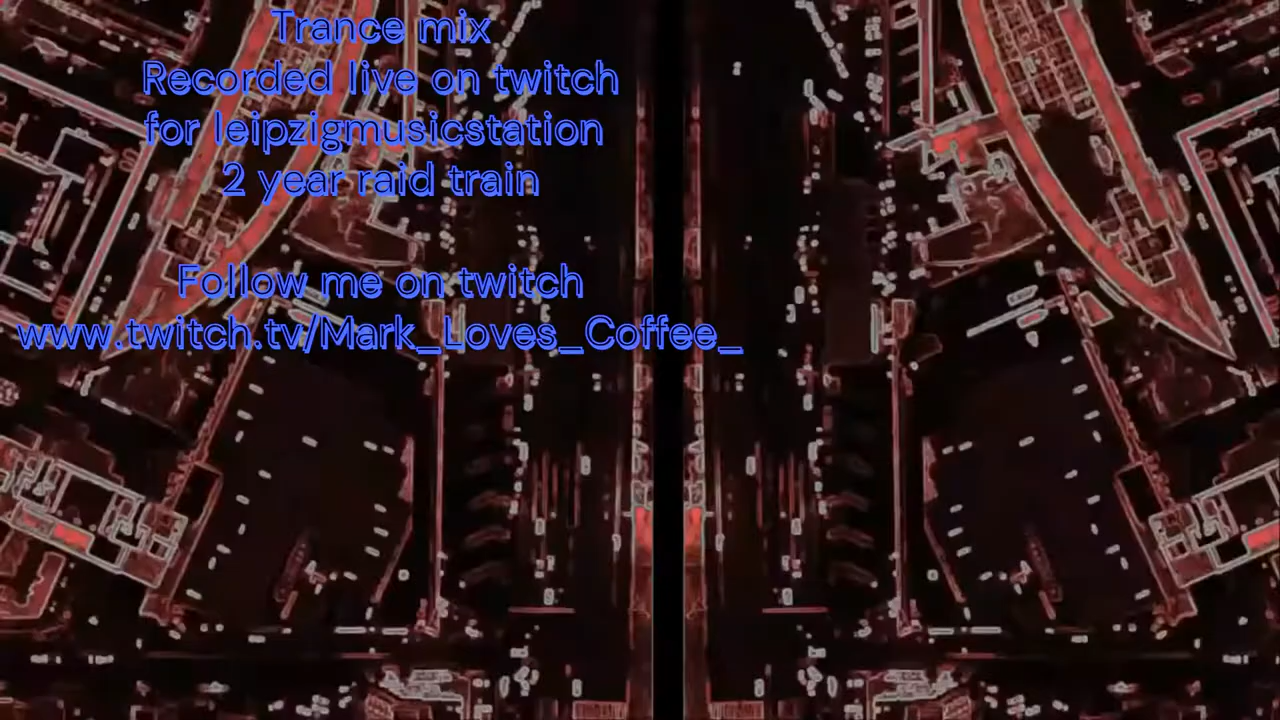 Trance mix
Recorded live on twitch
for leipzigmusicstation
2 year raid train
Follow me on twitch
www.twitch.tv/Mark_Loves_Coffee_